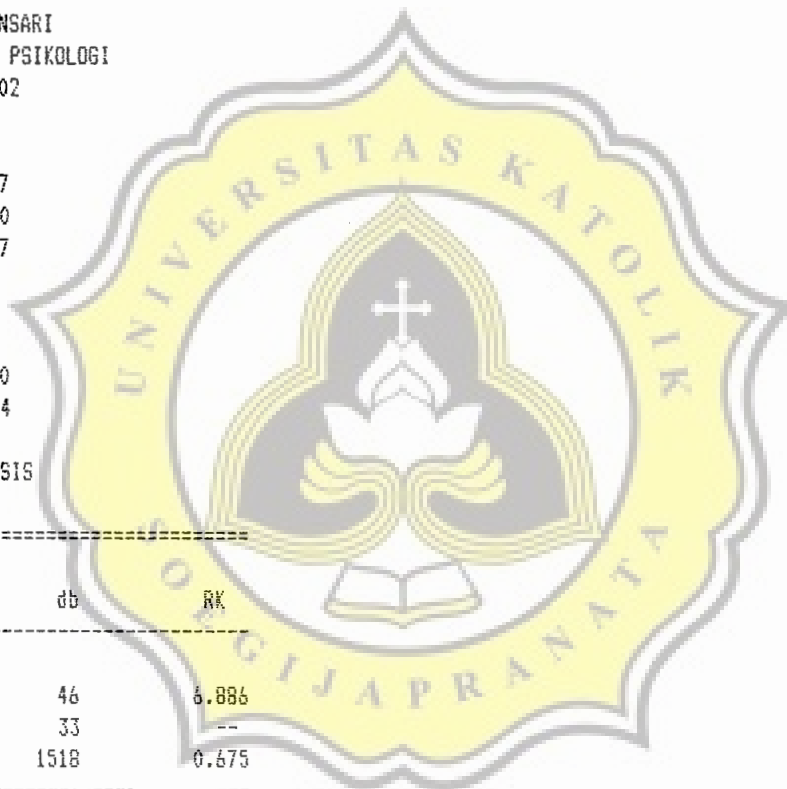 NSARI
PSIKOLOGI
02
7
0
7
0
4
SIS
UNIVERSITAS KATOLIK
SOEGIJAPRANATA
====================
db RK
--------------------
46 6.886
33 --
1518 0.675